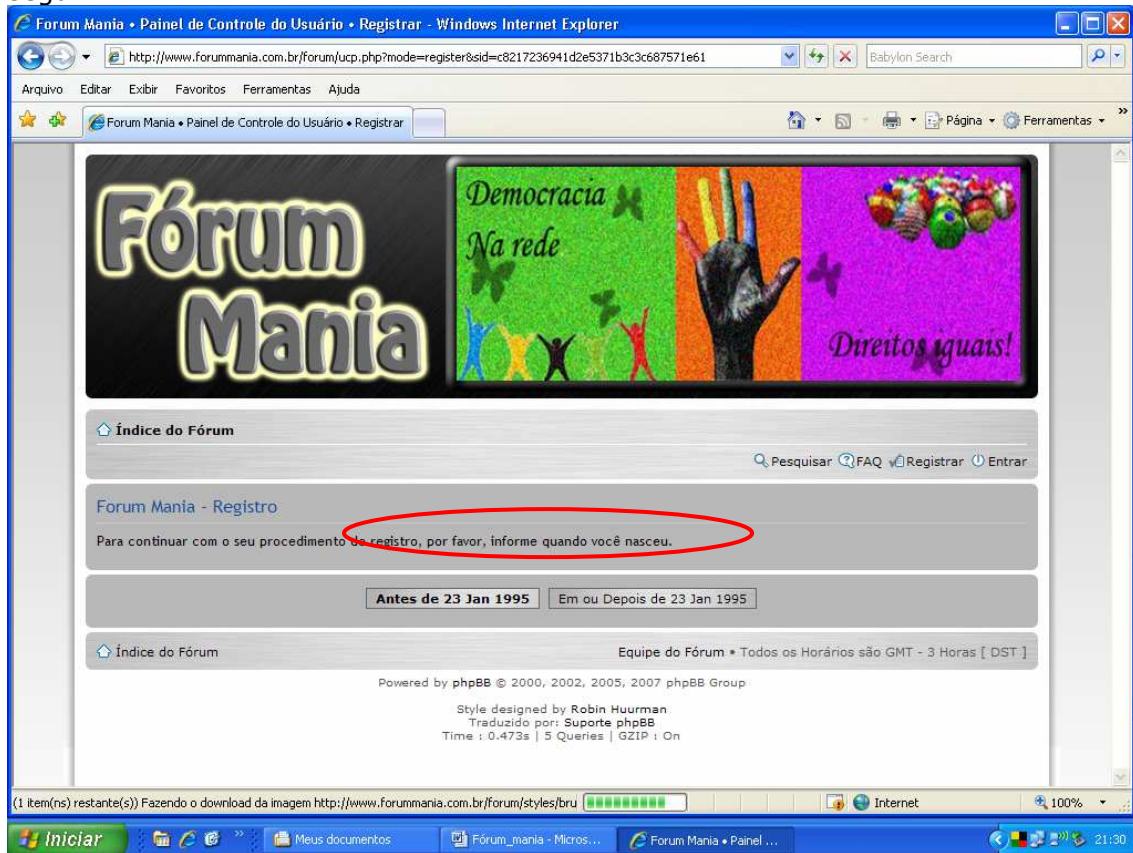 Forum Mania • Painel de Controle do Usuário • Registrar - Windows Internet Explorer
http://www.forummania.com.br/forum/ucp.php?mode=register&sid=c8217236941d2e5371b3c3c687571e61
Babylon Search
Arquivo Editar Exibir Favoritos Ferramentas Ajuda
Forum Mania • Painel de Controle do Usuário • Registrar
Página Ferramentas »
Fórum
Mania
Democracia
Na rede
Direitos iguais!
Índice do Fórum
Pesquisar FAQ Registrar Entrar
Forum Mania - Registro
Para continuar com o seu procedimento de registro, por favor, informe quando você nasceu.
Antes de 23 Jan 1995 Em ou Depois de 23 Jan 1995
Índice do Fórum Equipe do Fórum • Todos os Horários são GMT - 3 Horas [ DST ]
Powered by phpBB © 2000, 2002, 2005, 2007 phpBB Group
Style designed by Robin Huurman
Traduzido por: Suporte phpBB
Time : 0.473s | 5 Queries | GZIP : On
(1 item(ns) restante(s)) Fazendo o download da imagem http://www.forummania.com.br/forum/styles/bru Internet 100%
Iniciar » Meus documentos Fórum_mania - Micros... Forum Mania • Painel ... 21:30